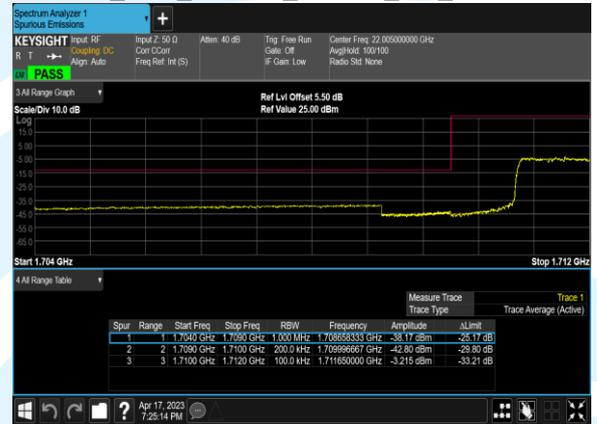 Spectrum Analyzer 1
Spurious Emissions
KEYSIGHT
R T
PASS
Input: RF
Coupling: DC
Align: Auto
Input Z: 50 Ω
Corr CCorr
Freq Ref: Int (S)
Atten: 40 dB
Trig: Free Run
Gate: Off
IF Gain: Low
Center Freq: 22.005000000 GHz
Avg|Hold: 100/100
Radio Std: None
3 All Range Graph
Scale/Div 10.0 dB
Ref Lvl Offset 5.50 dB
Ref Value 25.00 dBm
Log
15.0
5.00
-5.00
-15.0
-25.0
-35.0
-45.0
-55.0
-65.0
Start 1.704 GHz
Stop 1.712 GHz
4 All Range Table
Measure Trace Trace 1
Trace Type Trace Average (Active)
Spur Range Start Freq Stop Freq RBW Frequency Amplitude ΔLimit
1 1 1.7040 GHz 1.7090 GHz 1.000 MHz 1.708658333 GHz -38.17 dBm -25.17 dB
2 2 1.7090 GHz 1.7100 GHz 200.0 kHz 1.709996667 GHz -42.80 dBm -29.80 dB
3 3 1.7100 GHz 1.7120 GHz 100.0 kHz 1.711650000 GHz -3.215 dBm -33.21 dB
?
Apr 17, 2023
7:25:14 PM